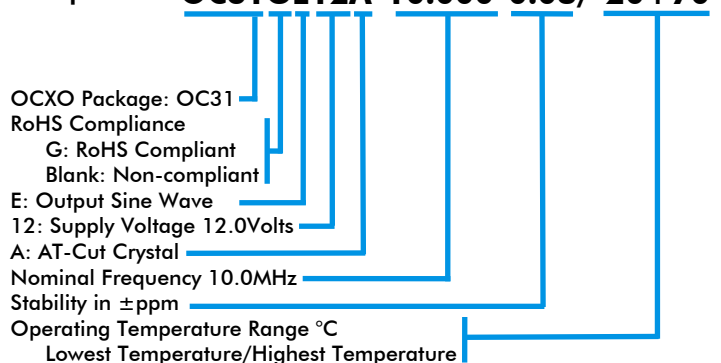 OCXO Package: OC31
RoHS Compliance
G: RoHS Compliant
Blank: Non-compliant
E: Output Sine Wave
12: Supply Voltage 12.0Volts
A: AT-Cut Crystal
Nominal Frequency 10.0MHz
Stability in ±ppm
Operating Temperature Range °C
Lowest Temperature/Highest Temperature